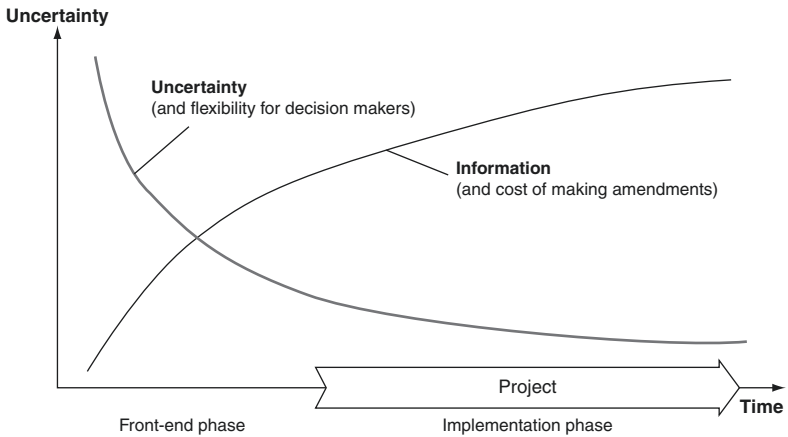 Uncertainty
Uncertainty
(and flexibility for decision makers)
Information
(and cost of making amendments)
Project
Time
Front-end phase
Implementation phase